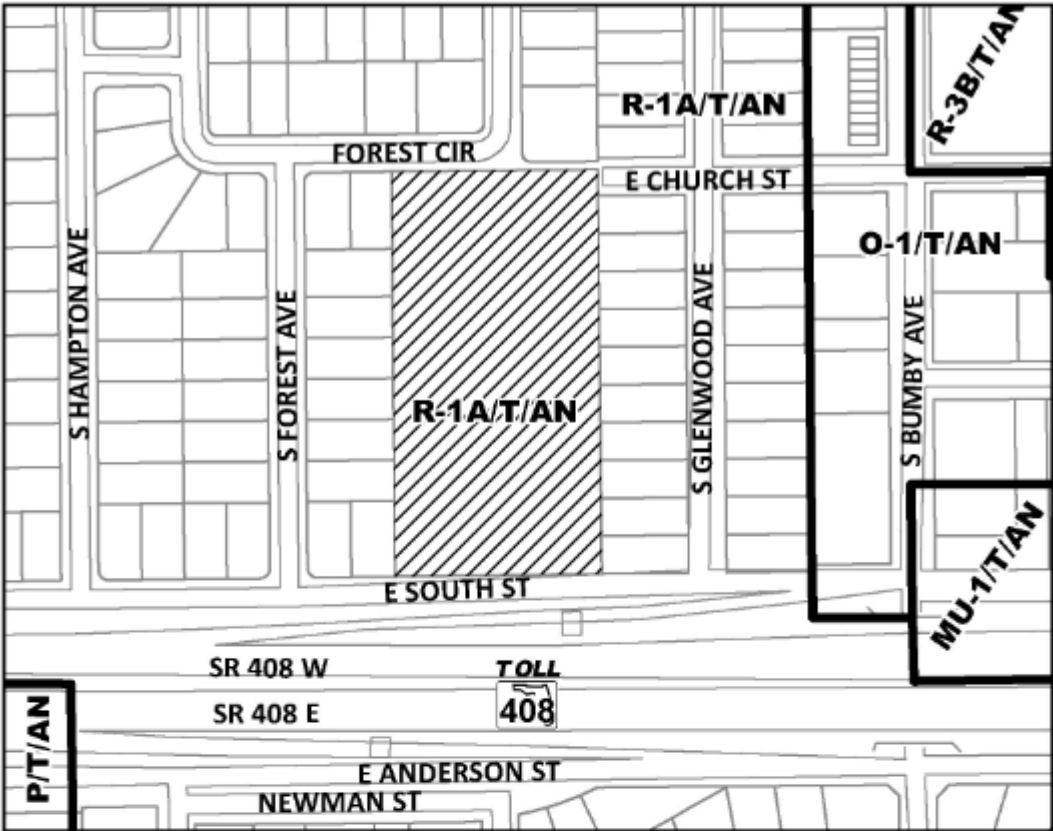 R-3B/T/AN
R-1A/T/AN
FOREST CIR
E CHURCH ST
O-1/T/AN
S HAMPTON AVE
S FOREST AVE
S GLENWOOD AVE
S BUMBY AVE
R-1A/T/AN
MU-1/T/AN
E SOUTH ST
SR 408 W
TOLL
408
SR 408 E
P/T/AN
E ANDERSON ST
NEWMAN ST